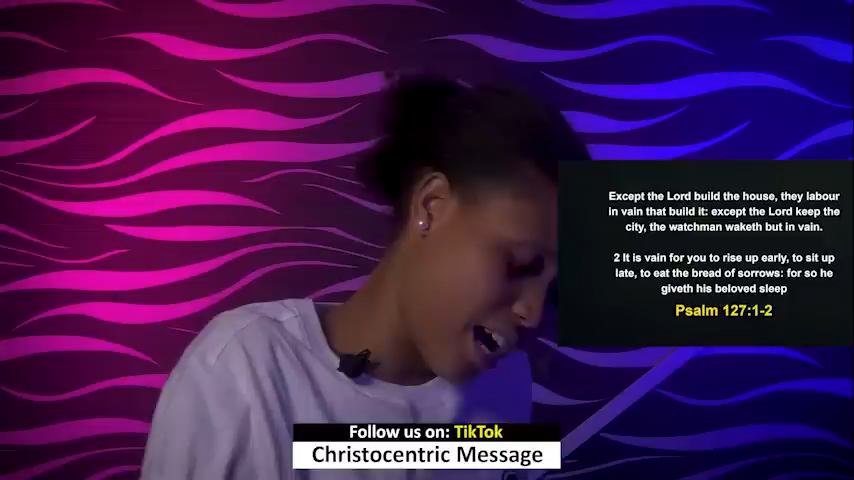 Except the Lord build the house, they labour
in vain that build it: except the Lord keep the
city, the watchman waketh but in vain.
2 It is vain for you to rise up early, to sit up
late, to eat the bread of sorrows: for so he
giveth his beloved sleep
Psalm 127:1-2
Follow us on: TikTok
Christocentric Message